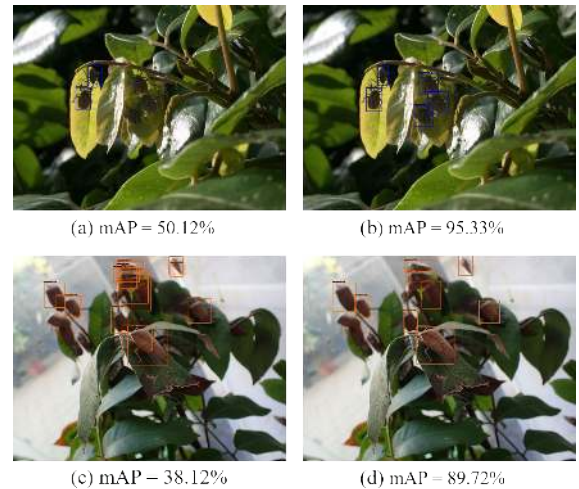 (a) mAP = 50.12%
(b) mAP = 95.33%
(c) mAP – 38.12%
(d) mAP = 89.72%